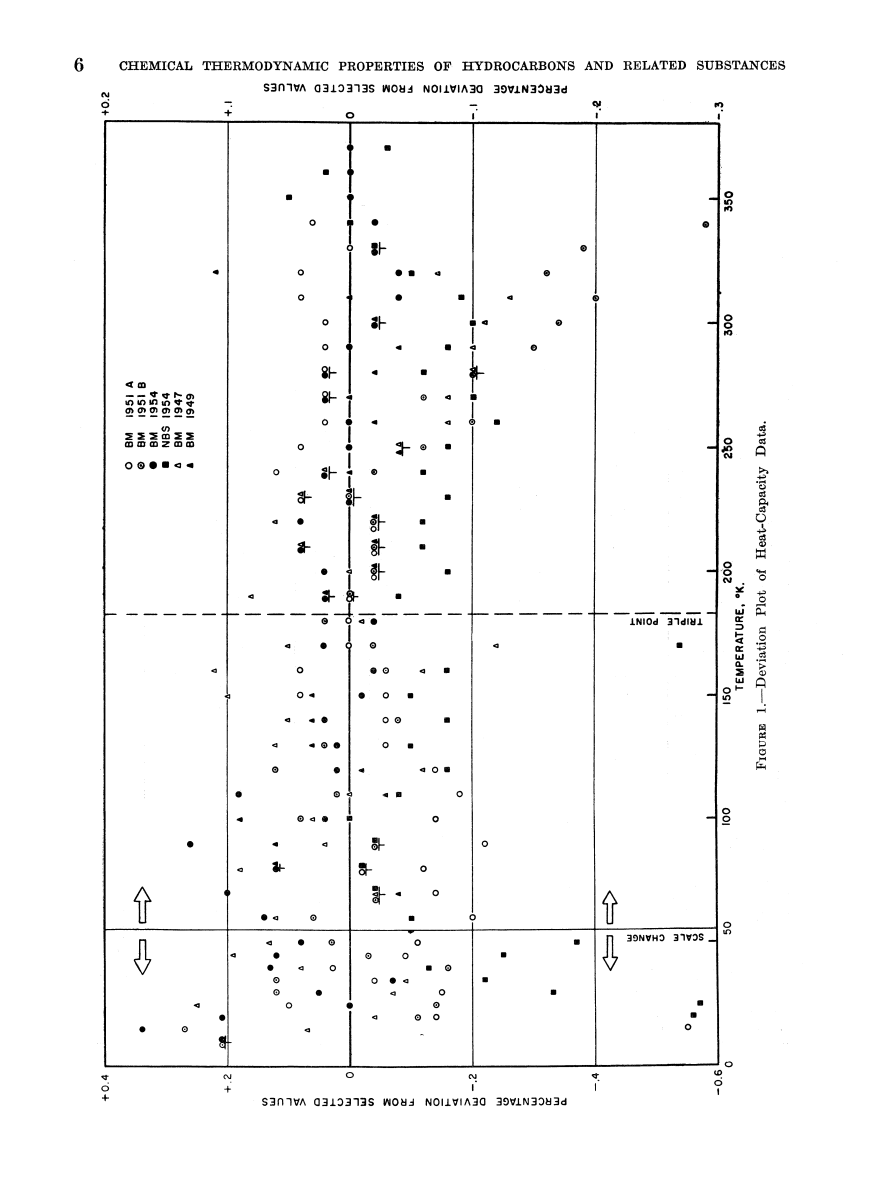 6 CHEMICAL THERMODYNAMIC PROPERTIES OF HYDROCARBONS AND RELATED SUBSTANCES
PERCENTAGE DEVIATION FROM SELECTED VALUES
+0.2 +.1 0 -.1 -.2 -.3
○ BM 1951 A
⊙ BM 1951 B
● BM 1954
■ NBS 1954
△ BM 1947
▲ BM 1949
TRIPLE POINT
SCALE CHANGE
0 50 100 150 200 250 300 350
TEMPERATURE, °K.
+0.4 +.2 0 -.2 -.4 -0.6
PERCENTAGE DEVIATION FROM SELECTED VALUES
FIGURE 1.—Deviation Plot of Heat-Capacity Data.